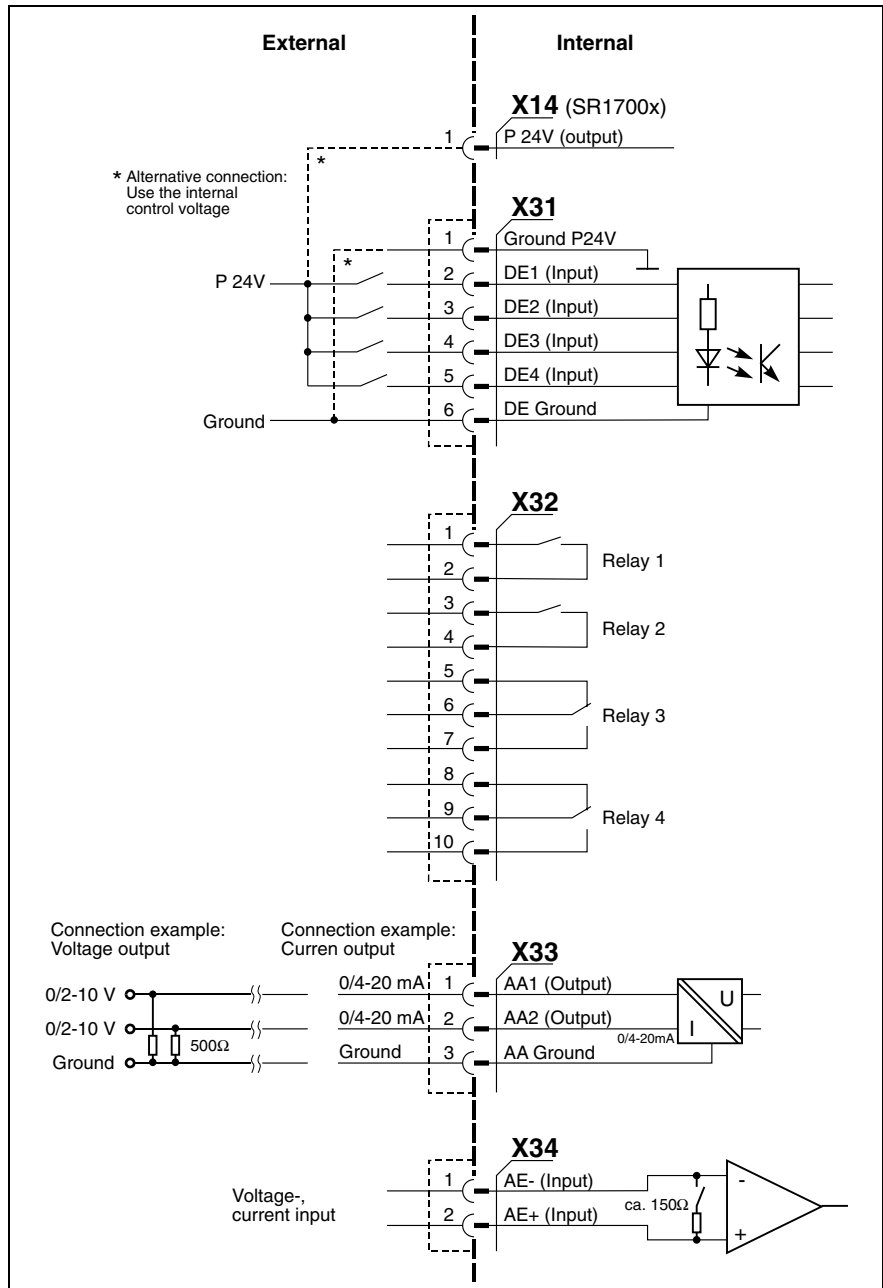 External Internal
X14 (SR1700x)
1 P 24V (output)
*
* Alternative connection:
Use the internal
control voltage
X31
1 Ground P24V
*
P 24V 2 DE1 (Input)
3 DE2 (Input)
4 DE3 (Input)
5 DE4 (Input)
Ground 6 DE Ground
X32
1
Relay 1
2
3
Relay 2
4
5
6 Relay 3
7
8
9 Relay 4
10
Connection example:
Voltage output
Connection example:
Curren output
X33
0/2-10 V 0/4-20 mA 1 AA1 (Output) U
0/2-10 V 0/4-20 mA 2 AA2 (Output) I
500Ω 0/4-20mA
Ground Ground 3 AA Ground
X34
1 AE- (Input) -
Voltage-,
current input
ca. 150Ω
2 AE+ (Input) +